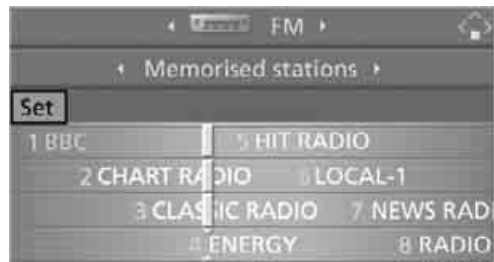 FM
Memorised stations
Set
1 BBC 5 HIT RADIO
2 CHART RADIO 6 LOCAL-1
3 CLASSIC RADIO 7 NEWS RAD
4 ENERGY 8 RADIO